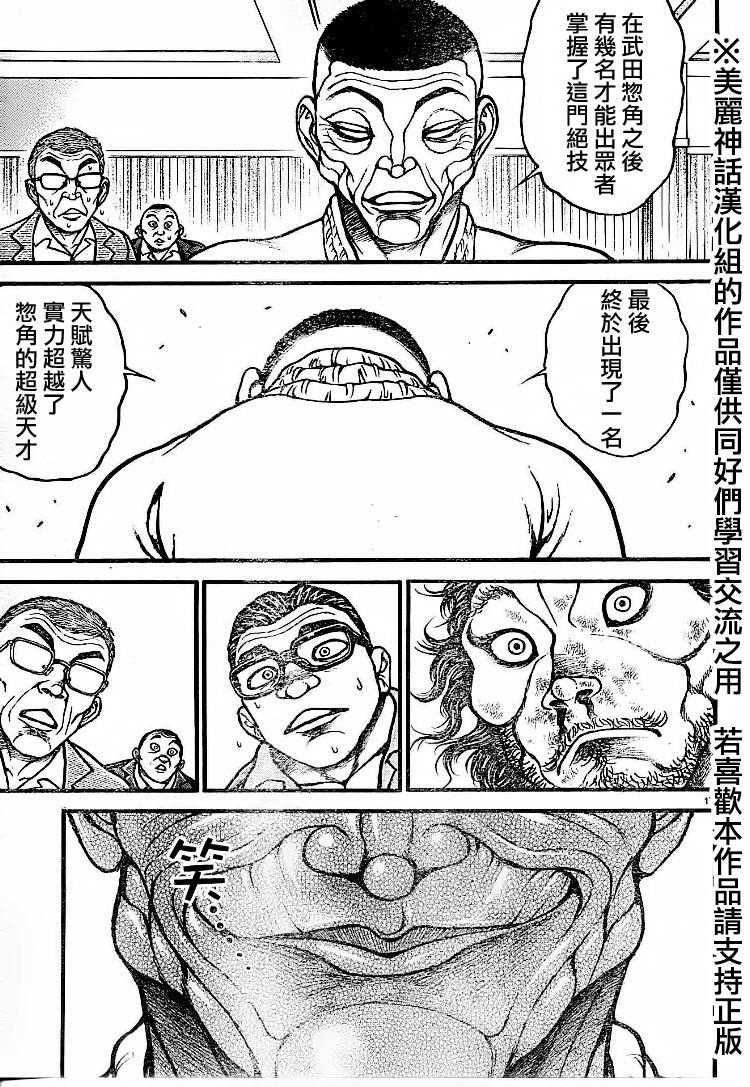 在武田惣角之後
有幾名才能出眾者
掌握了這門絕技
最後
終於出現了一名
天賦驚人
實力超越了
惣角的超級天才
笑…
※美麗神話漢化組的作品僅供同好們學習交流之用　若喜歡本作品請支持正版